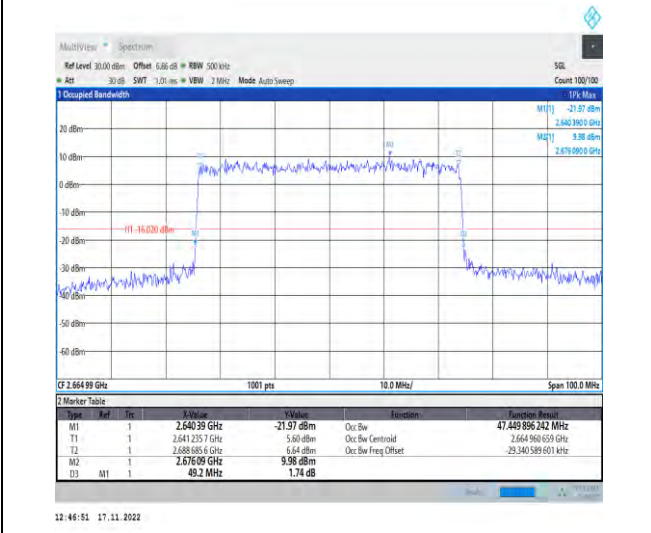 MultiView Spectrum
Ref Level 30.00 dBm Offset 6.66 dB RBW 500 kHz SGL
Att 30 dB SWT 1.01 ms VBW 2 MHz Mode Auto Sweep Count 100/100
1 Occupied Bandwidth 1Pk Max
M1[1] -21.97 dBm
2.640 390 0 GHz
M2[1] 9.98 dBm
2.676 090 0 GHz
20 dBm
10 dBm
0 dBm
-10 dBm
H1 -16.020 dBm
-20 dBm
-30 dBm
-40 dBm
-50 dBm
-60 dBm
CF 2.664 99 GHz 1001 pts 10.0 MHz/ Span 100.0 MHz
2 Marker Table
Type Ref Trc X-Value Y-Value Function Function Result
M1 1 2.640 39 GHz -21.97 dBm Occ Bw 47.449 896 242 MHz
T1 1 2.641 235 7 GHz 5.60 dBm Occ Bw Centroid 2.664 960 659 GHz
T2 1 2.688 685 6 GHz 6.64 dBm Occ Bw Freq Offset -29.340 589 601 kHz
M2 1 2.676 09 GHz 9.98 dBm
D3 M1 1 49.2 MHz 1.74 dB
12:46:51 17.11.2022